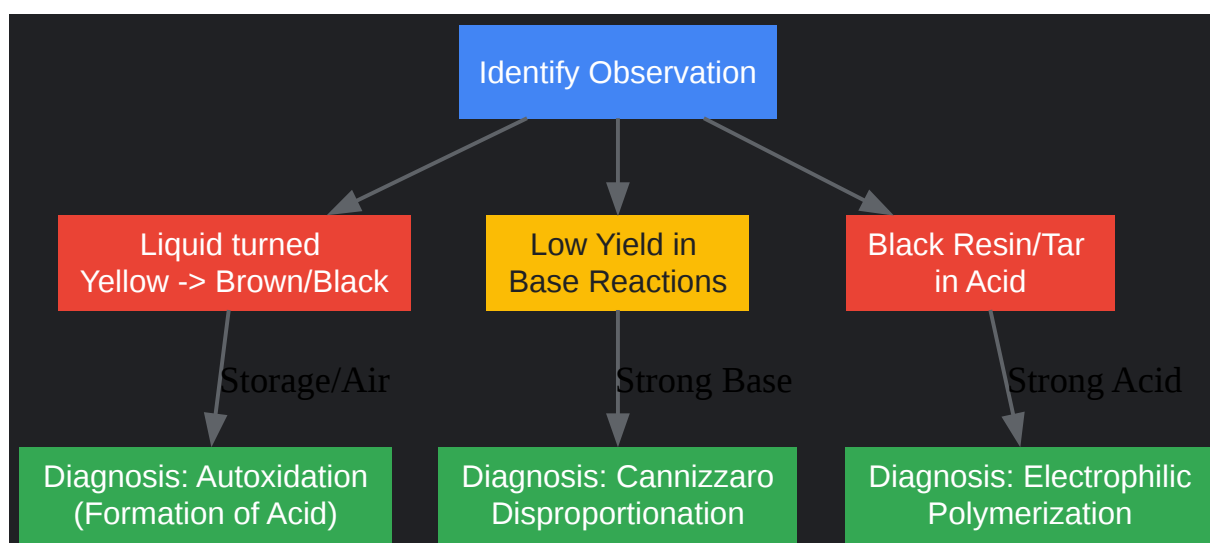 Identify Observation
Liquid turned
Yellow -> Brown/Black
Low Yield in
Base Reactions
Black Resin/Tar
in Acid
Storage/Air
Strong Base
Strong Acid
Diagnosis: Autoxidation
(Formation of Acid)
Diagnosis: Cannizzaro
Disproportionation
Diagnosis: Electrophilic
Polymerization